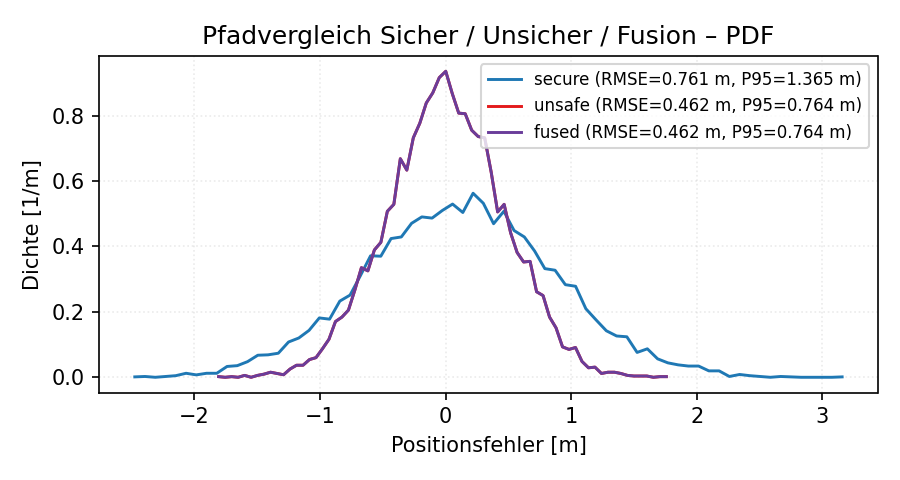 Pfadvergleich Sicher / Unsicher / Fusion – PDF
secure (RMSE=0.761 m, P95=1.365 m)
unsafe (RMSE=0.462 m, P95=0.764 m)
fused (RMSE=0.462 m, P95=0.764 m)
Dichte [1/m]
0.8
0.6
0.4
0.2
0.0
−2 −1 0 1 2 3
Positionsfehler [m]